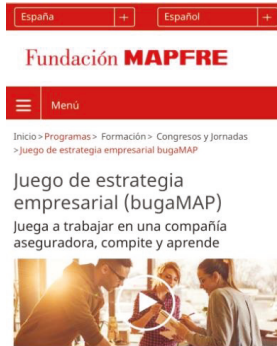 España +
Español +
Fundación MAPFRE
Menú
Inicio > Programas > Formación > Congresos y Jornadas
> Juego de estrategia empresarial bugaMAP
Juego de estrategia
empresarial (bugaMAP)
Juega a trabajar en una compañía
aseguradora, compite y aprende